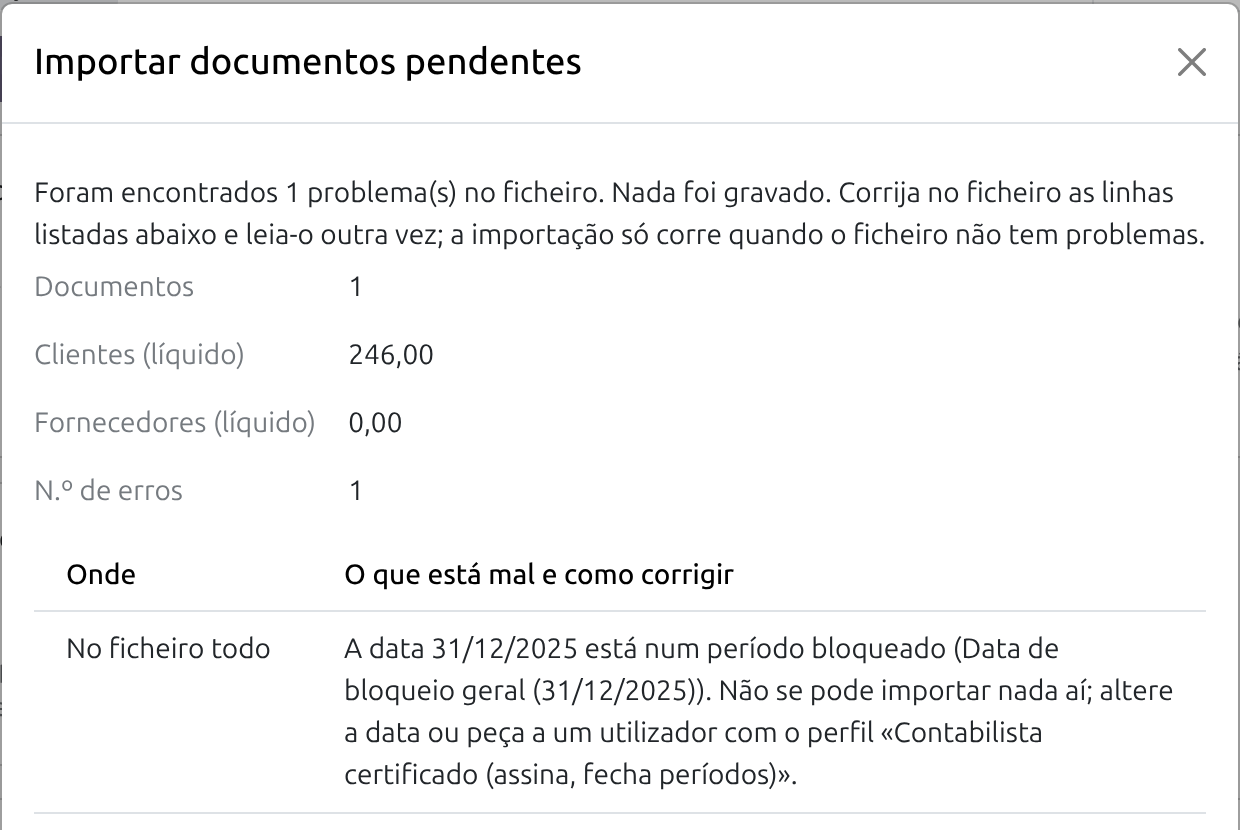 Importar documentos pendentes
Foram encontrados 1 problema(s) no ficheiro. Nada foi gravado. Corrija no ficheiro as linhas
listadas abaixo e leia-o outra vez; a importação só corre quando o ficheiro não tem problemas.
Documentos 1
Clientes (líquido) 246,00
Fornecedores (líquido) 0,00
N.º de erros 1
Onde O que está mal e como corrigir
No ficheiro todo A data 31/12/2025 está num período bloqueado (Data de
bloqueio geral (31/12/2025)). Não se pode importar nada aí; altere
a data ou peça a um utilizador com o perfil «Contabilista
certificado (assina, fecha períodos)».